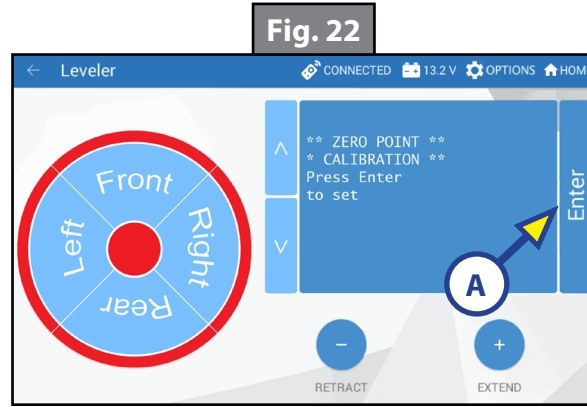 Fig. 22
← Leveler CONNECTED 13.2 V OPTIONS HOM
Front
Left
Right
Rear
** ZERO POINT **
* CALIBRATION **
Press Enter
to set
Enter
A
RETRACT
EXTEND